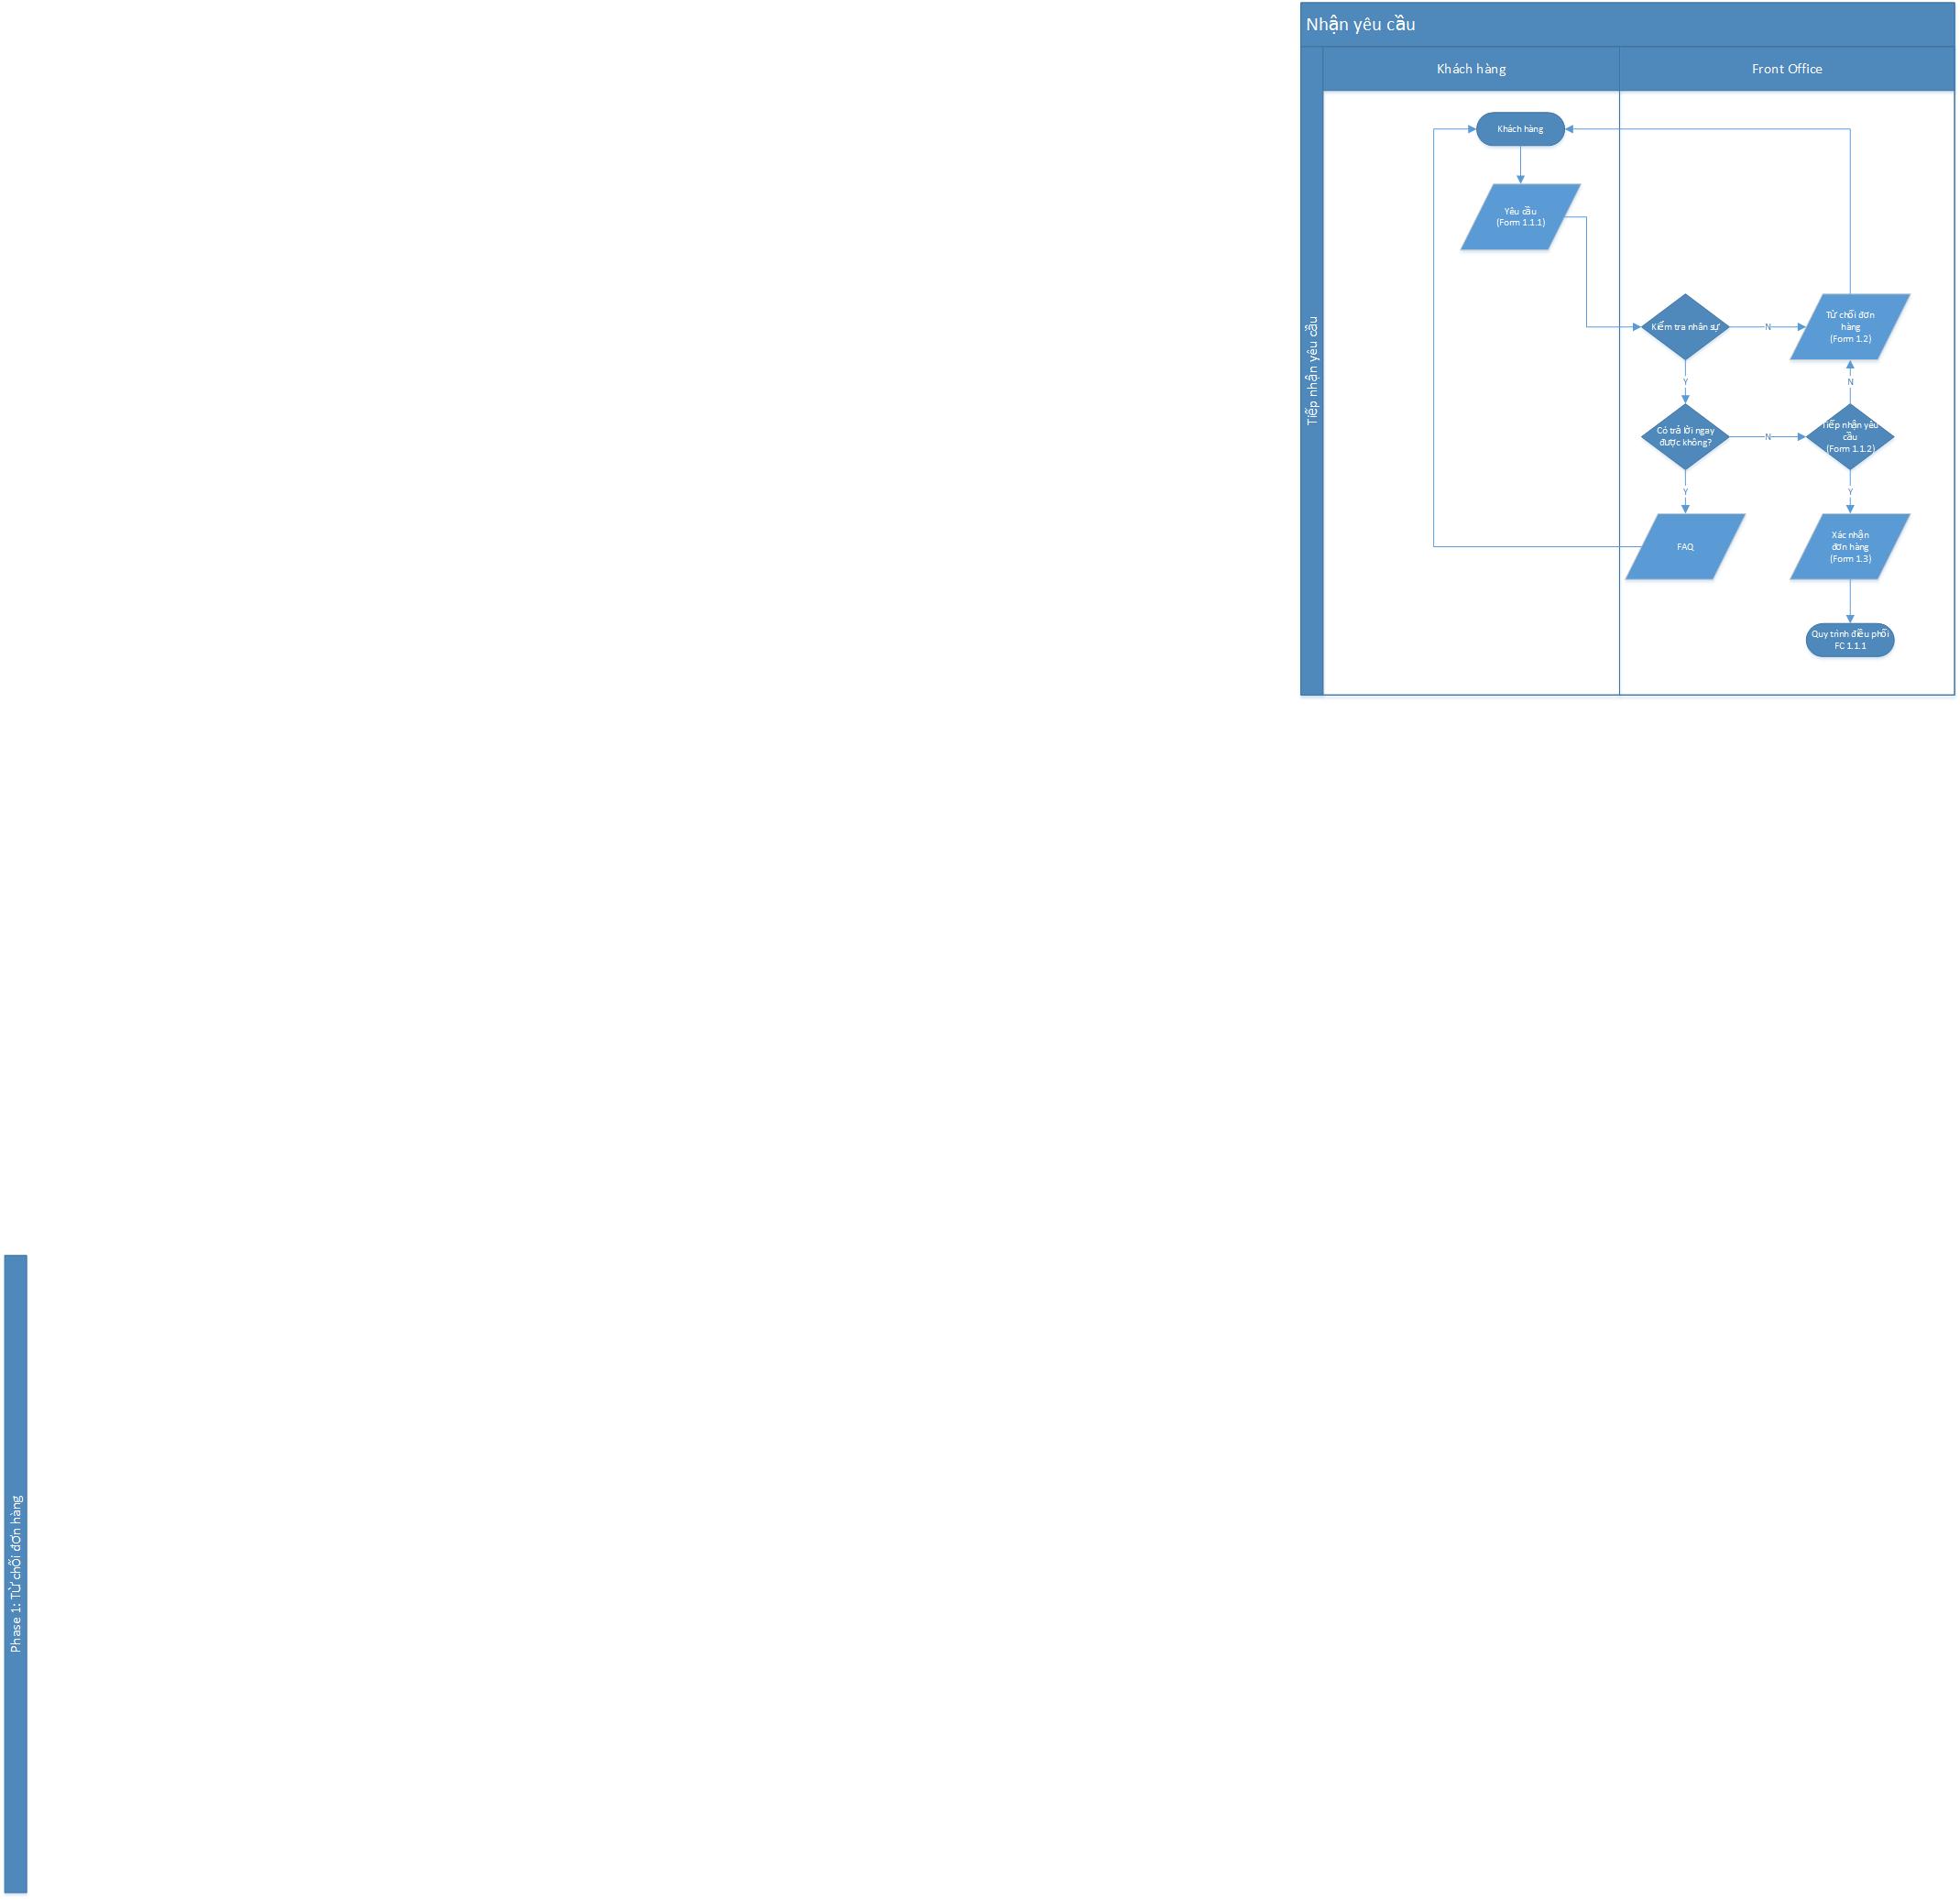 Nhận yêu cầu
Khách hàng
Front Office
Tiếp nhận yêu cầu
Khách hàng
Yêu cầu
(Form 1.1.1)
Kiểm tra nhân sự
N
Từ chối đơn
hàng
(Form 1.2)
Y
N
Có trả lời ngay
được không?
N
Tiếp nhận yêu
cầu
(Form 1.1.2)
Y
Y
FAQ
Xác nhận
đơn hàng
(Form 1.3)
Quy trình điều phối
FC 1.1.1
Phase 1: Từ chối đơn hàng